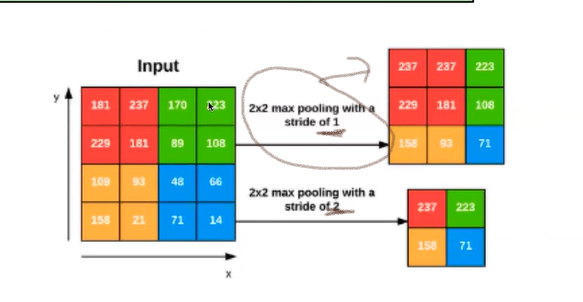 Input
y
181 237 170 223
229 181 89 108
109 93 48 66
158 21 71 14
x
2x2 max pooling with a
stride of 1
237 237 223
229 181 108
158 93 71
2x2 max pooling with a
stride of 2
237 223
158 71